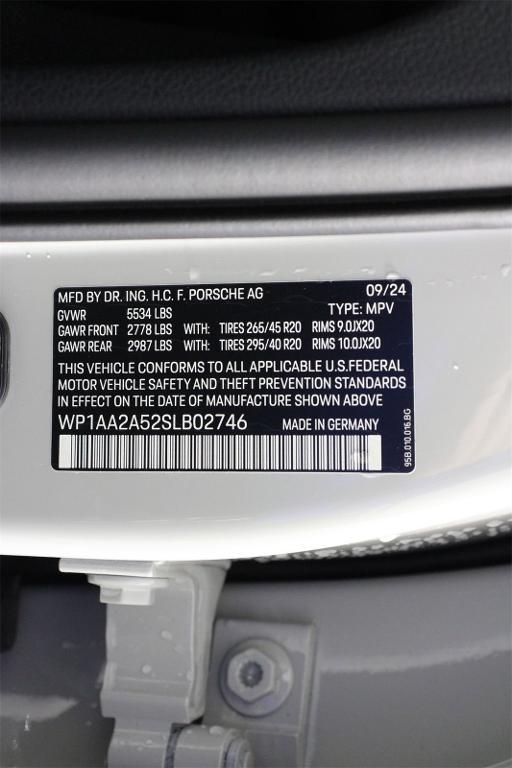 MFD BY DR. ING. H.C. F. PORSCHE AG 09/24
GVWR 5534 LBS TYPE: MPV
GAWR FRONT 2778 LBS WITH: TIRES 265/45 R20 RIMS 9.0JX20
GAWR REAR 2987 LBS WITH: TIRES 295/40 R20 RIMS 10.0JX20
THIS VEHICLE CONFORMS TO ALL APPLICABLE U.S.FEDERAL
MOTOR VEHICLE SAFETY AND THEFT PREVENTION STANDARDS
IN EFFECT ON THE DATE OF MANUFACTURE SHOWN ABOVE
WP1AA2A52SLB02746 MADE IN GERMANY
95B.010.016.BG